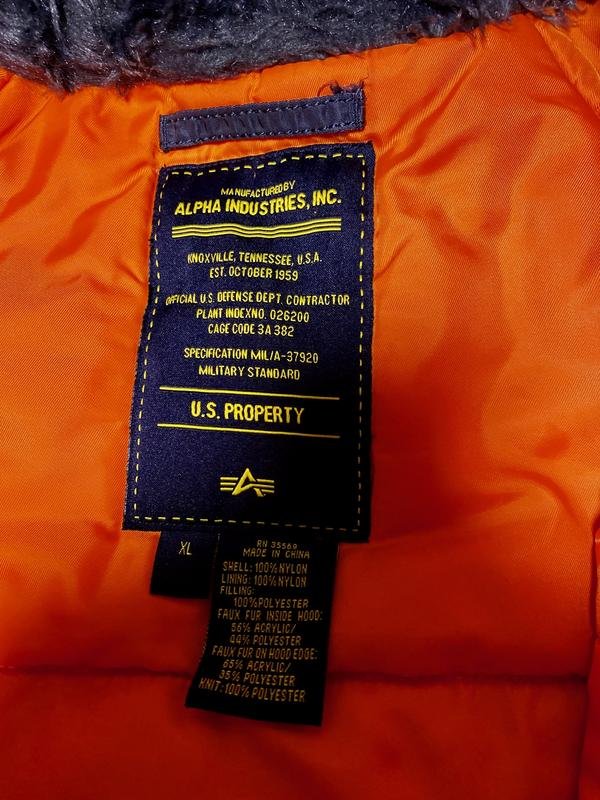 MANUFACTURED BY
ALPHA INDUSTRIES, INC.
KNOXVILLE, TENNESSEE, U.S.A.
EST. OCTOBER 1959
OFFICIAL U.S. DEFENSE DEPT. CONTRACTOR
PLANT INDEXNO. 026200
CAGE CODE 3A 382
SPECIFICATION MIL/A-37920
MILITARY STANDARD
U.S. PROPERTY
XL
RN 35569
MADE IN CHINA
SHELL: 100% NYLON
LINING: 100% NYLON
FILLING:
100% POLYESTER
FAUX FUR INSIDE HOOD:
56% ACRYLIC/
44% POLYESTER
FAUX FUR ON HOOD EDGE:
65% ACRYLIC/
35% POLYESTER
KNIT: 100% POLYESTER